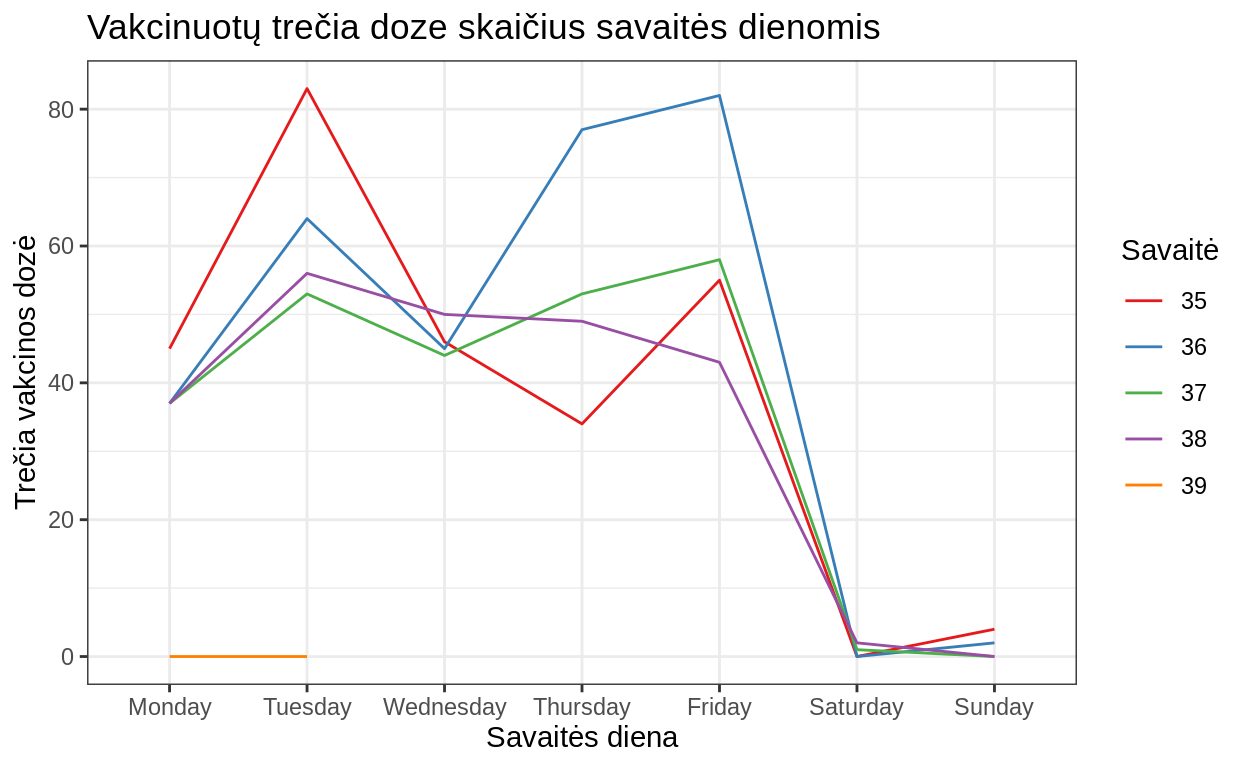 Vakcinuotų trečia doze skaičius savaitės dienomis
Trečia vakcinos dozė
80
60
40
20
0
Monday
Tuesday
Wednesday
Thursday
Friday
Saturday
Sunday
Savaitės diena
Savaitė
35
36
37
38
39